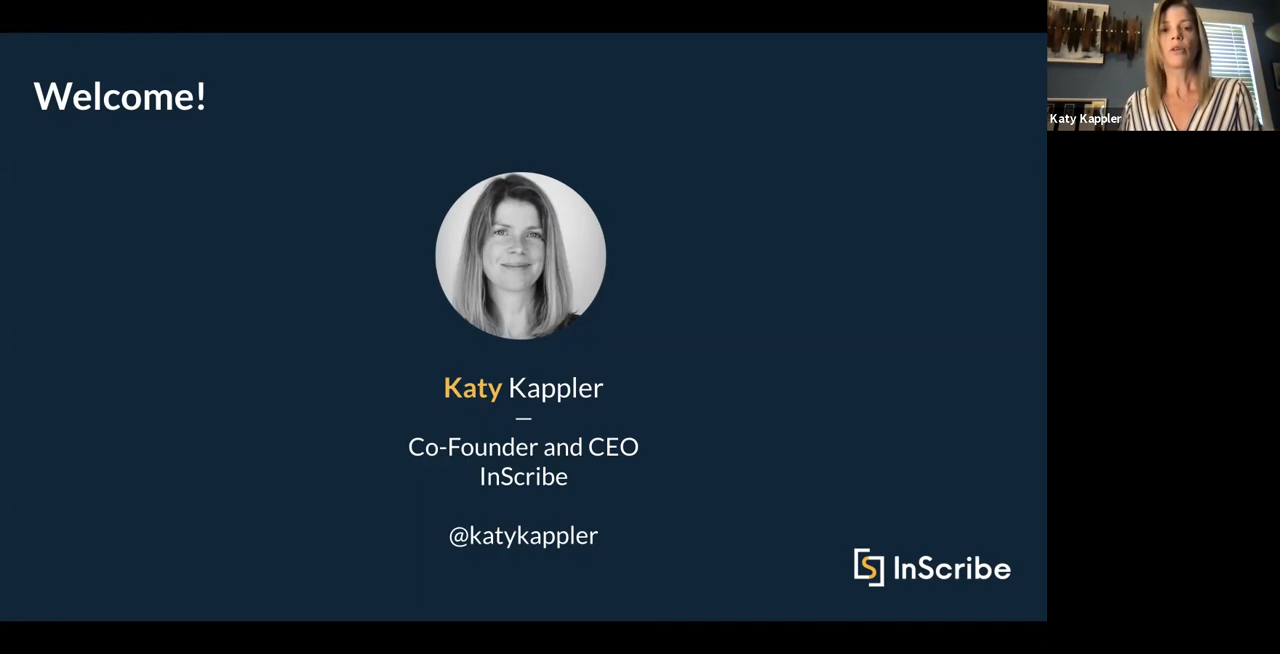 Welcome!
Katy Kappler
Katy Kappler
—
Co-Founder and CEO
InScribe
@katykappler
InScribe